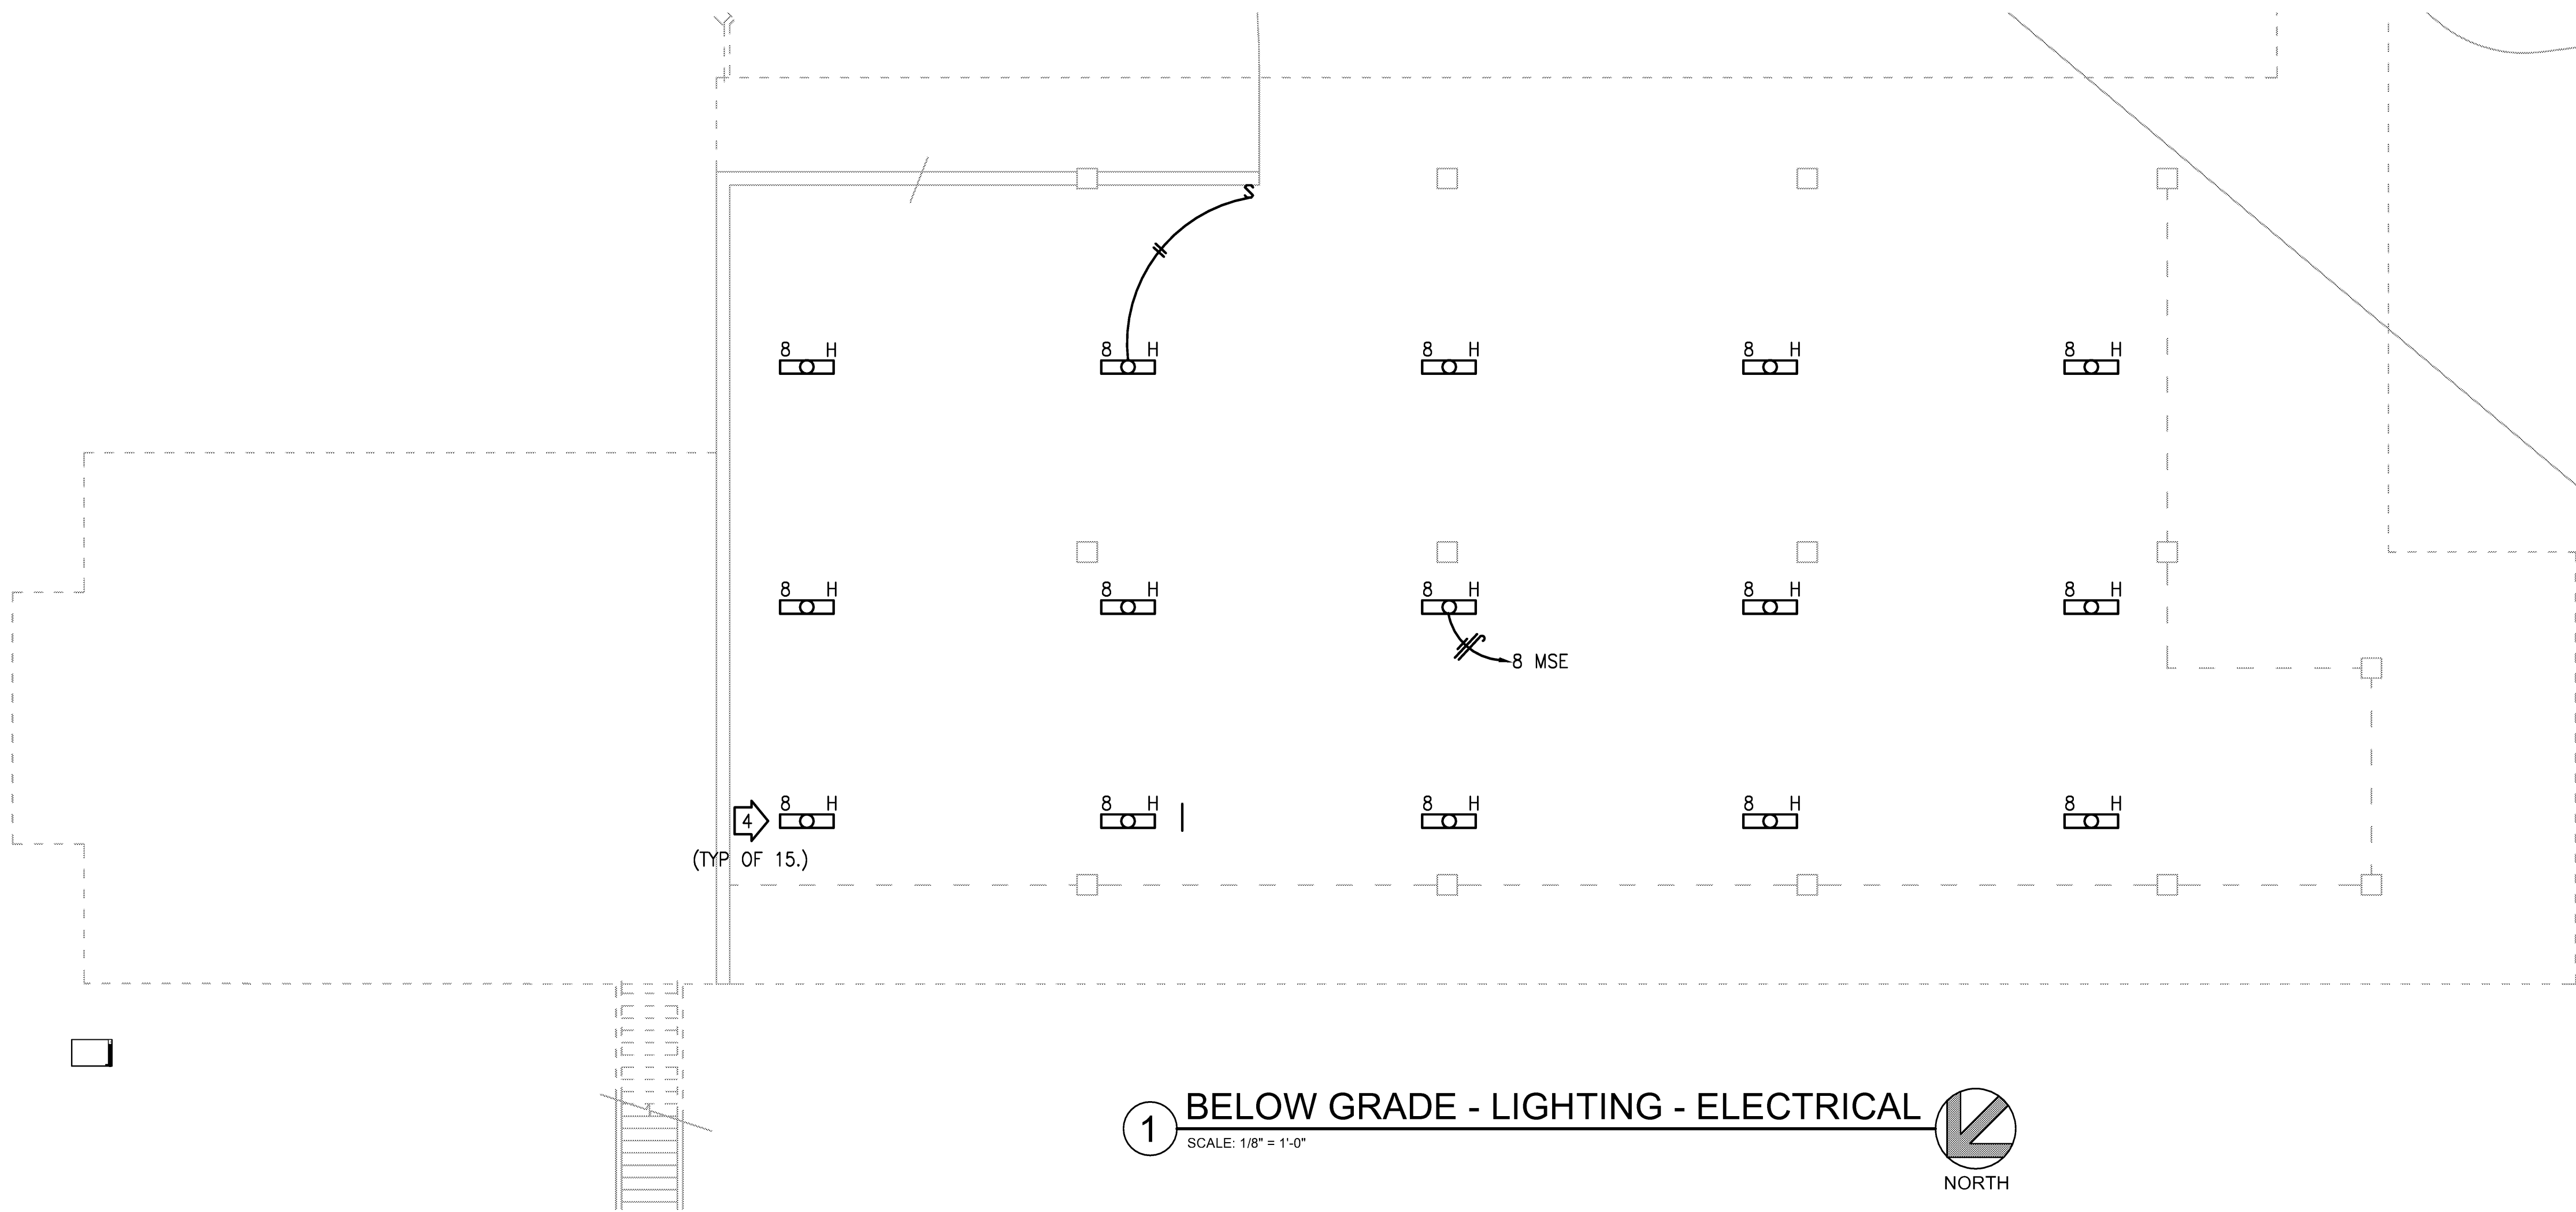 S
8 H 8 H 8 H 8 H 8 H
8 H 8 H 8 H 8 H 8 H
8 MSE
8 H 8 H 8 H 8 H 8 H
4
(TYP OF 15.)
1
BELOW GRADE - LIGHTING - ELECTRICAL
SCALE: 1/8" = 1'-0"
NORTH